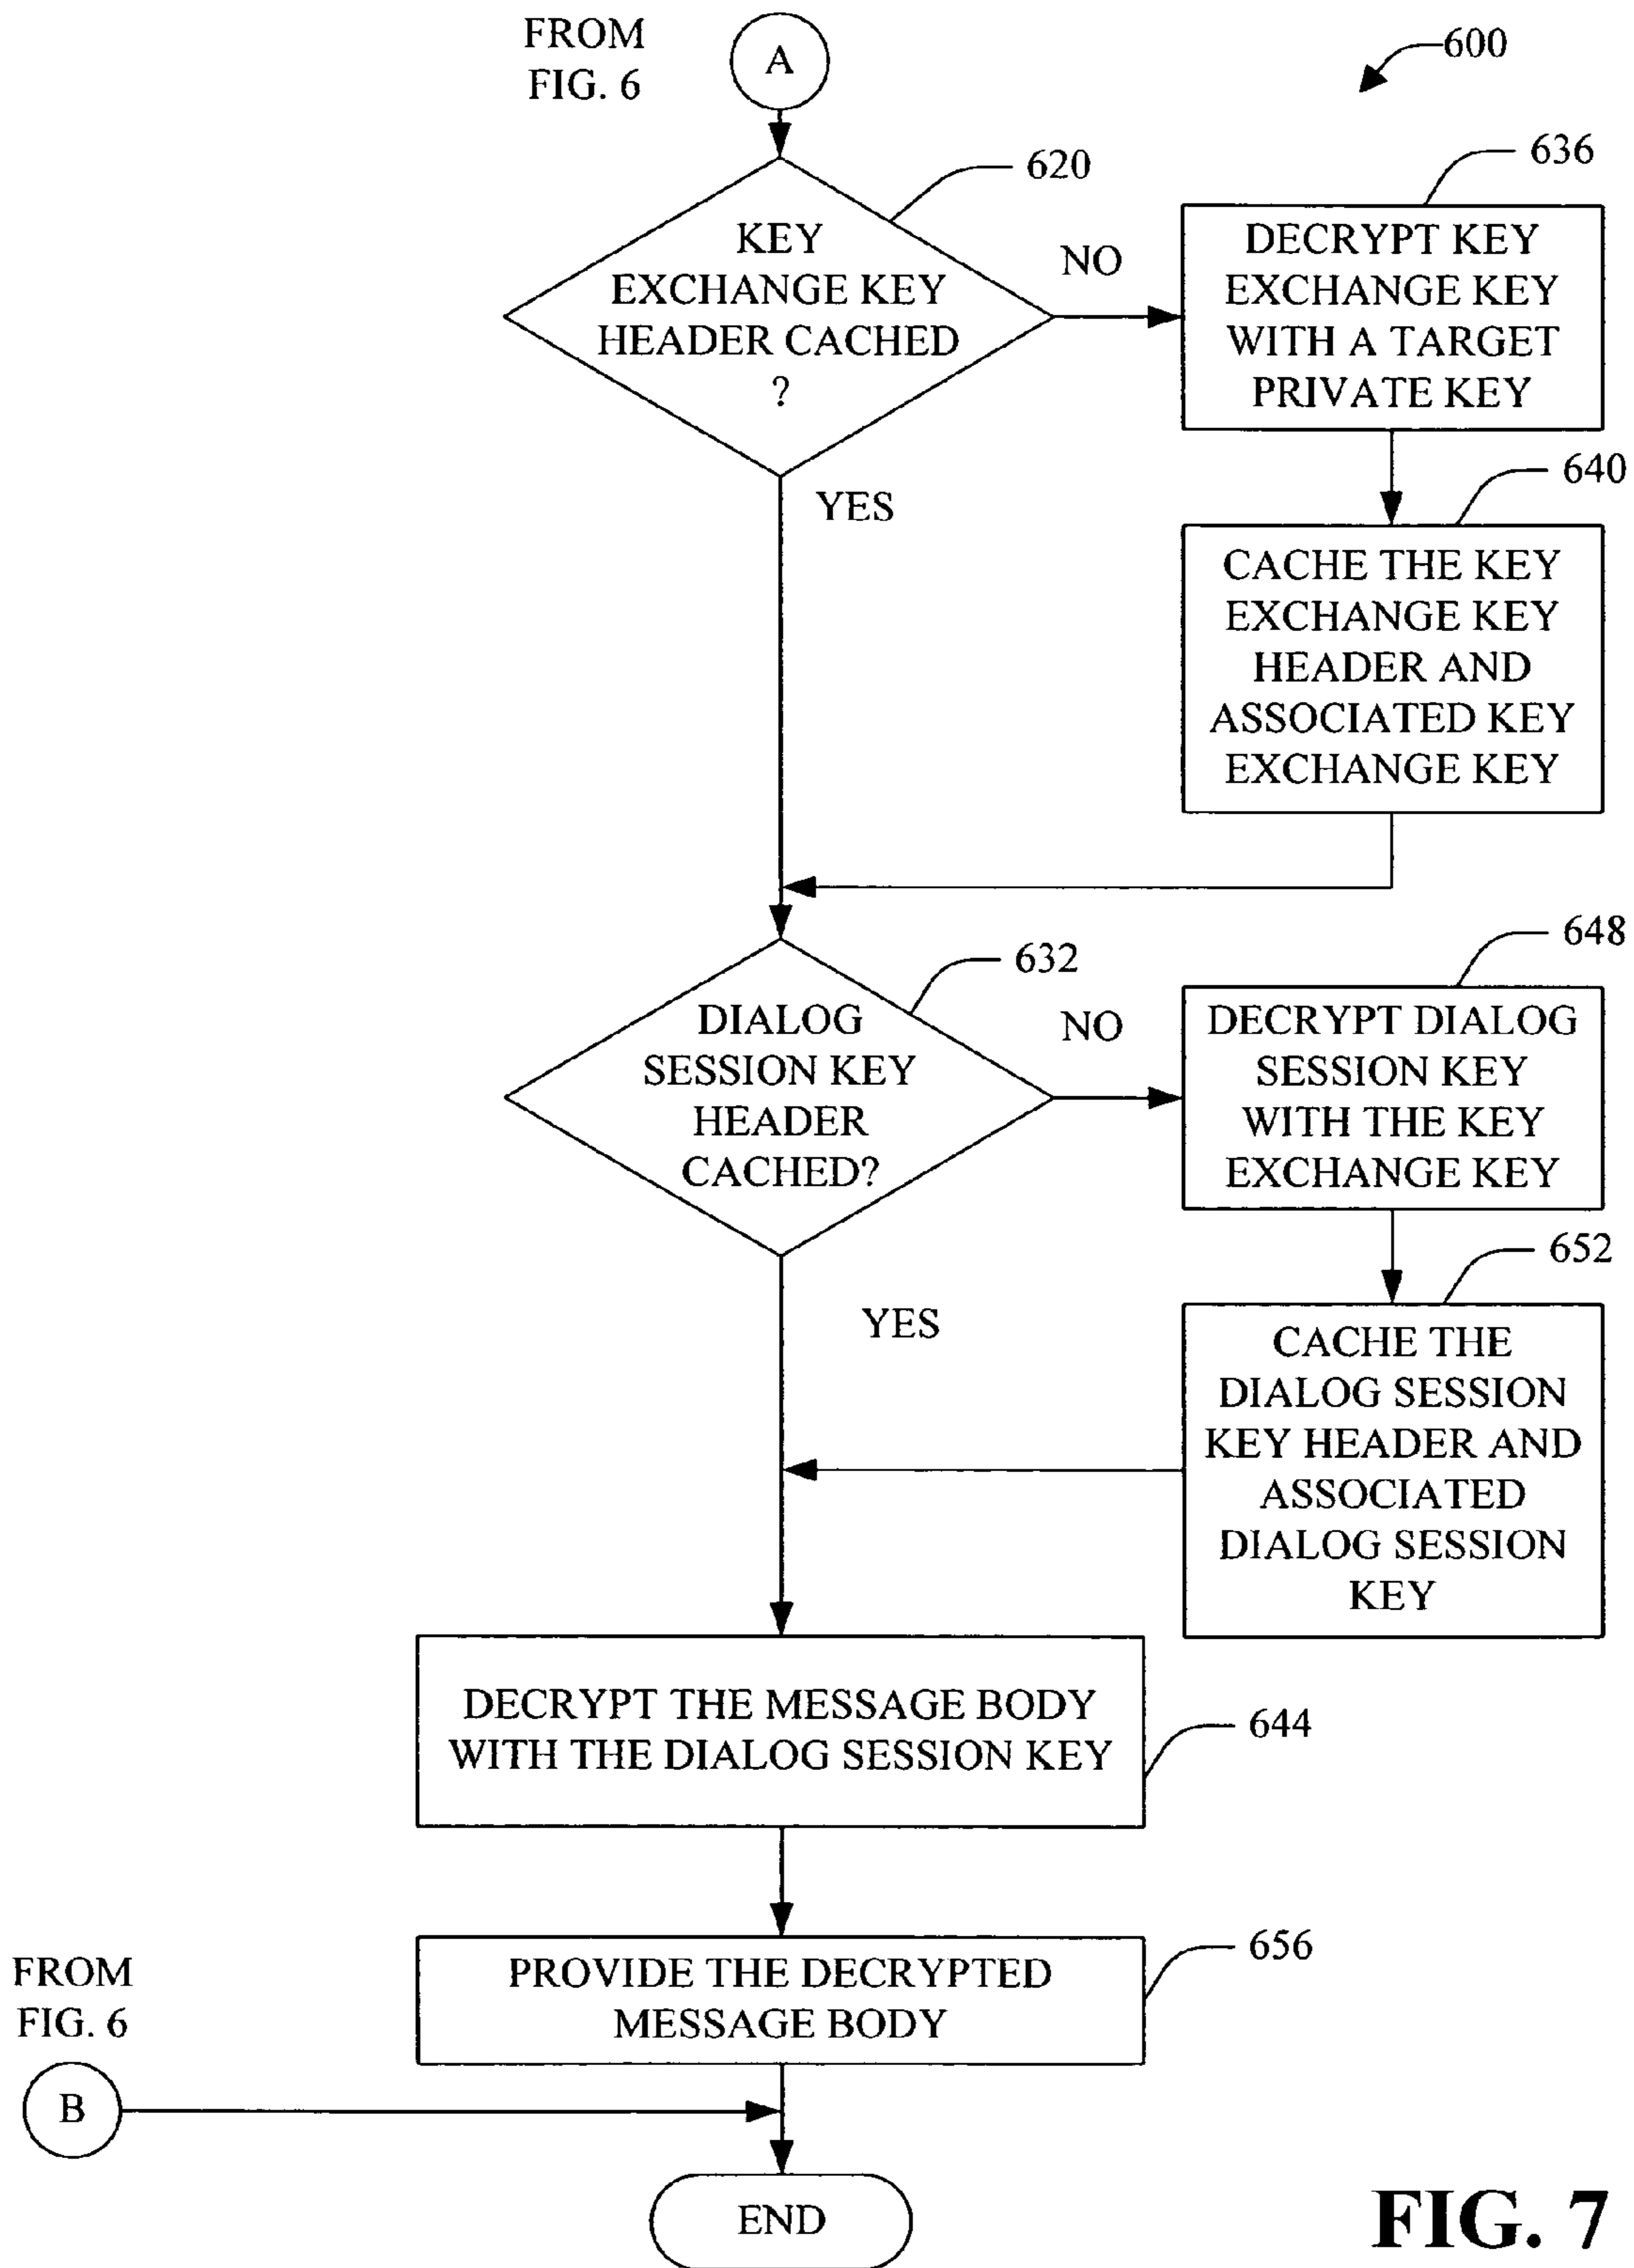 FROM
FIG. 6
A
600
620
KEY
EXCHANGE KEY
HEADER CACHED
?
NO
YES
636
DECRYPT KEY
EXCHANGE KEY
WITH A TARGET
PRIVATE KEY
640
CACHE THE KEY
EXCHANGE KEY
HEADER AND
ASSOCIATED KEY
EXCHANGE KEY
632
DIALOG
SESSION KEY
HEADER
CACHED?
NO
YES
648
DECRYPT DIALOG
SESSION KEY
WITH THE KEY
EXCHANGE KEY
652
CACHE THE
DIALOG SESSION
KEY HEADER AND
ASSOCIATED
DIALOG SESSION
KEY
DECRYPT THE MESSAGE BODY
WITH THE DIALOG SESSION KEY
644
PROVIDE THE DECRYPTED
MESSAGE BODY
656
FROM
FIG. 6
B
END
FIG. 7